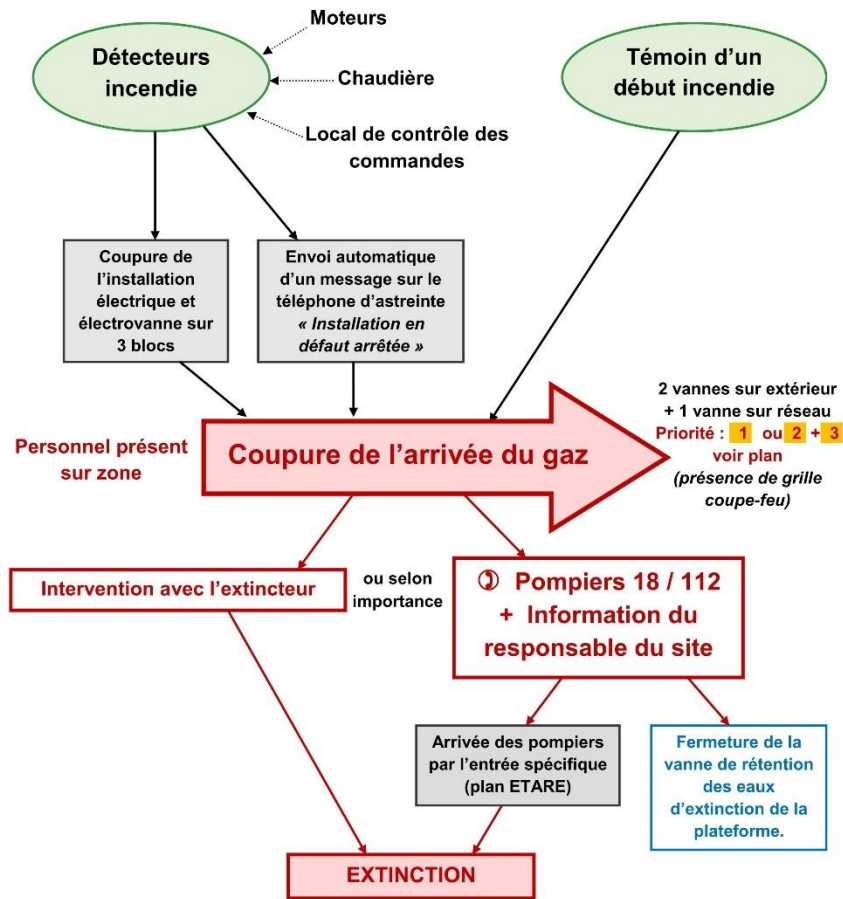 Moteurs
Détecteurs
incendie
Chaudière
Local de contrôle des
commandes
Témoin d'un
début incendie
Coupure de
l'installation
électrique et
électrovanne sur
3 blocs
Envoi automatique
d'un message sur le
téléphone d'astreinte
« Installation en
défaut arrêtée »
Personnel présent
sur zone
Coupure de l'arrivée du gaz
2 vannes sur extérieur
+ 1 vanne sur réseau
Priorité : 1 ou 2 + 3
voir plan
(présence de grille
coupe-feu)
Intervention avec l'extincteur
ou selon
importance
✆ Pompiers 18 / 112
+ Information du
responsable du site
Arrivée des pompiers
par l'entrée spécifique
(plan ETARE)
Fermeture de la
vanne de rétention
des eaux
d'extinction de la
plateforme.
EXTINCTION